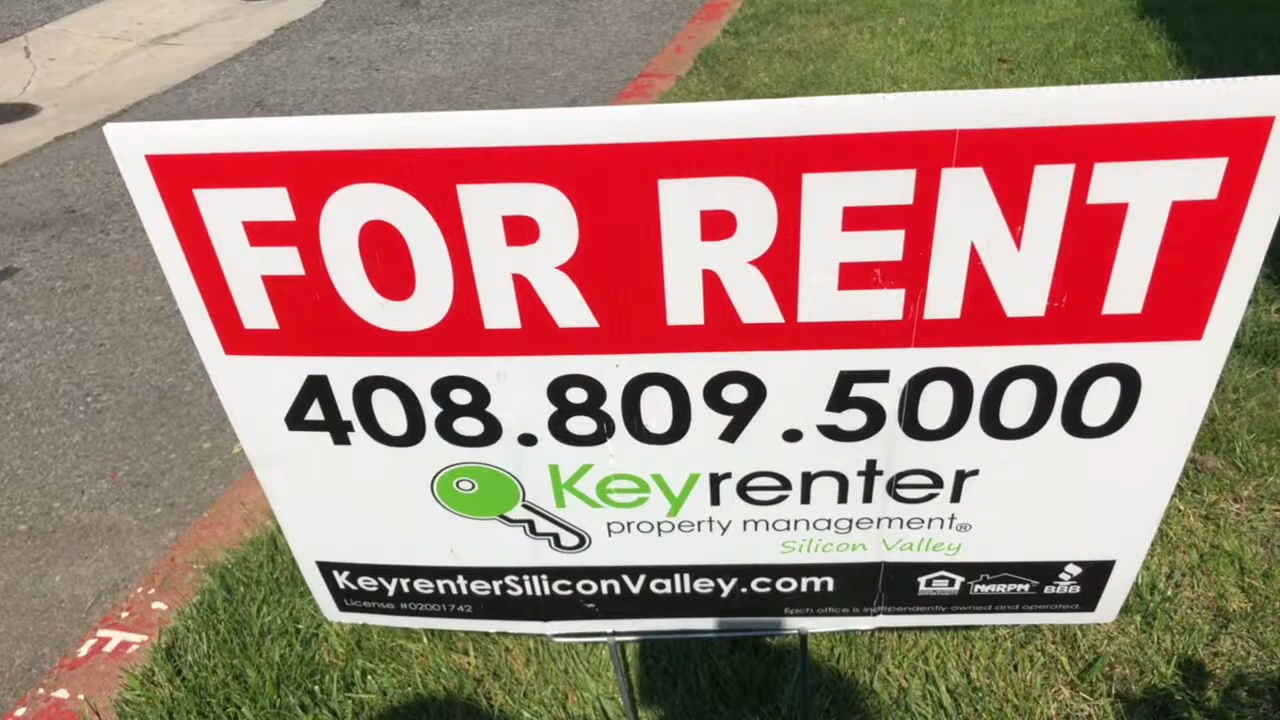 FOR RENT
408.809.5000
Keyrenter
property management®
Silicon Valley
KeyrenterSiliconValley.com
License #02001742
NARPM
BBB
Each office is independently owned and operated.